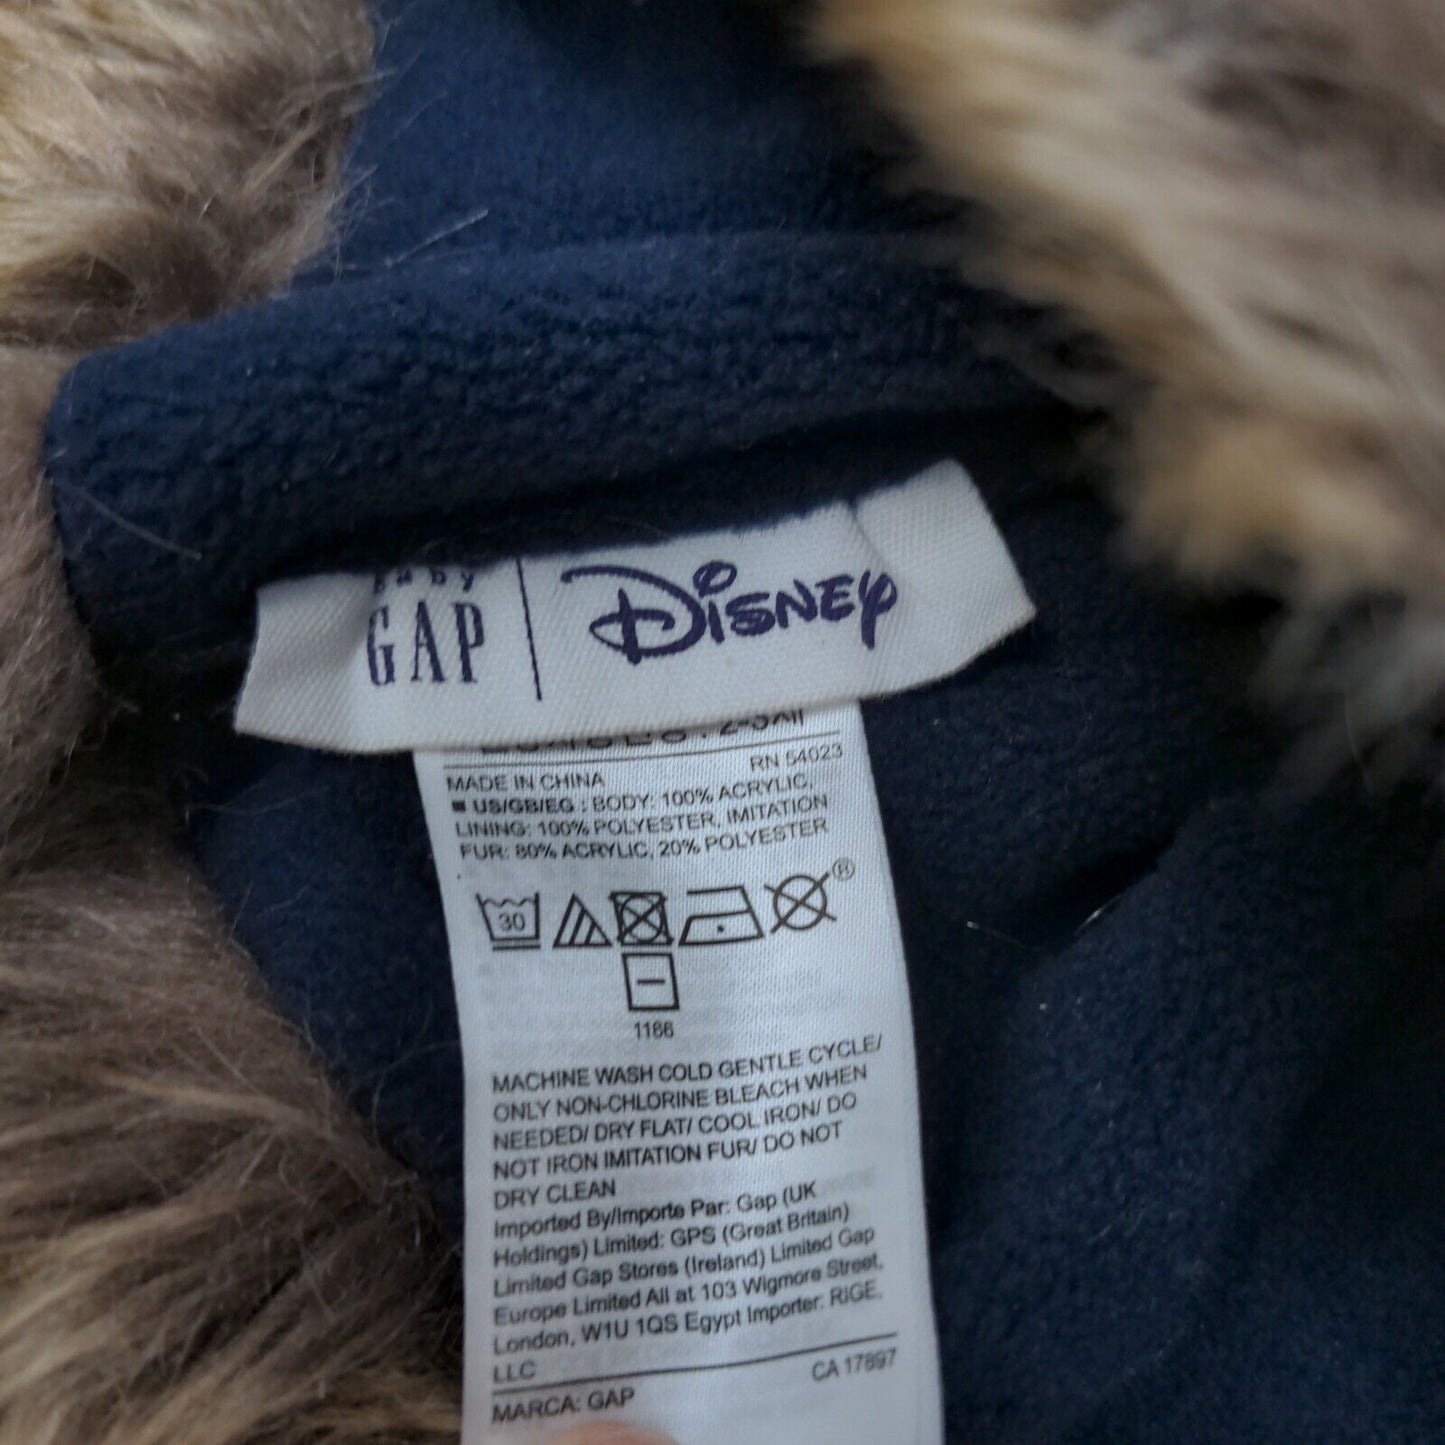 baby
GAP
Disney
RN 54023
MADE IN CHINA
US/GB/EG : BODY: 100% ACRYLIC,
LINING: 100% POLYESTER, IMITATION
FUR: 80% ACRYLIC, 20% POLYESTER
30
®
1166
MACHINE WASH COLD GENTLE CYCLE/
ONLY NON-CHLORINE BLEACH WHEN
NEEDED/ DRY FLAT/ COOL IRON/ DO
NOT IRON IMITATION FUR/ DO NOT
DRY CLEAN
Imported By/Importe Par: Gap (UK
Holdings) Limited: GPS (Great Britain)
Limited Gap Stores (Ireland) Limited Gap
Europe Limited All at 103 Wigmore Street,
London, W1U 1QS Egypt Importer: RIGE,
LLC
CA 17897
MARCA: GAP